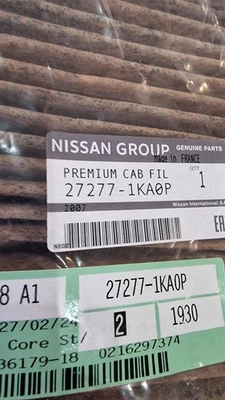 NISSAN GROUP GENUINE PARTS
Made in FRANCE
PREMIUM CAB FIL QTY
27277-1KA0P 1
2007 Nissan International S.
8 A1 27277-1KA0P
27/02/24 2 1930
Core St/
36179-18 0216297374